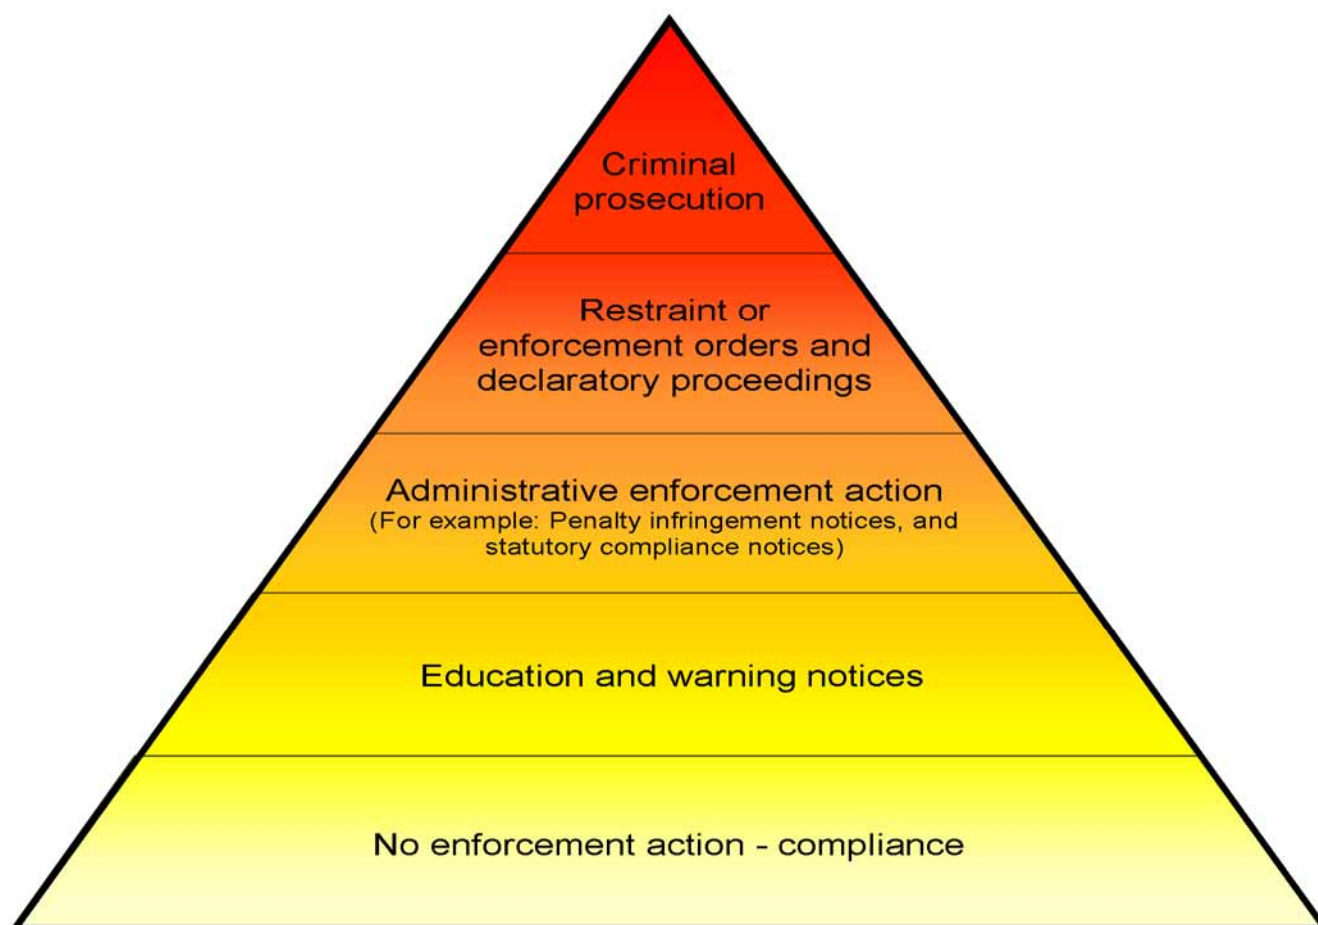 Criminal
prosecution
Restraint or
enforcement orders and
declaratory proceedings
Administrative enforcement action
(For example: Penalty infringement notices, and
statutory compliance notices)
Education and warning notices
No enforcement action - compliance